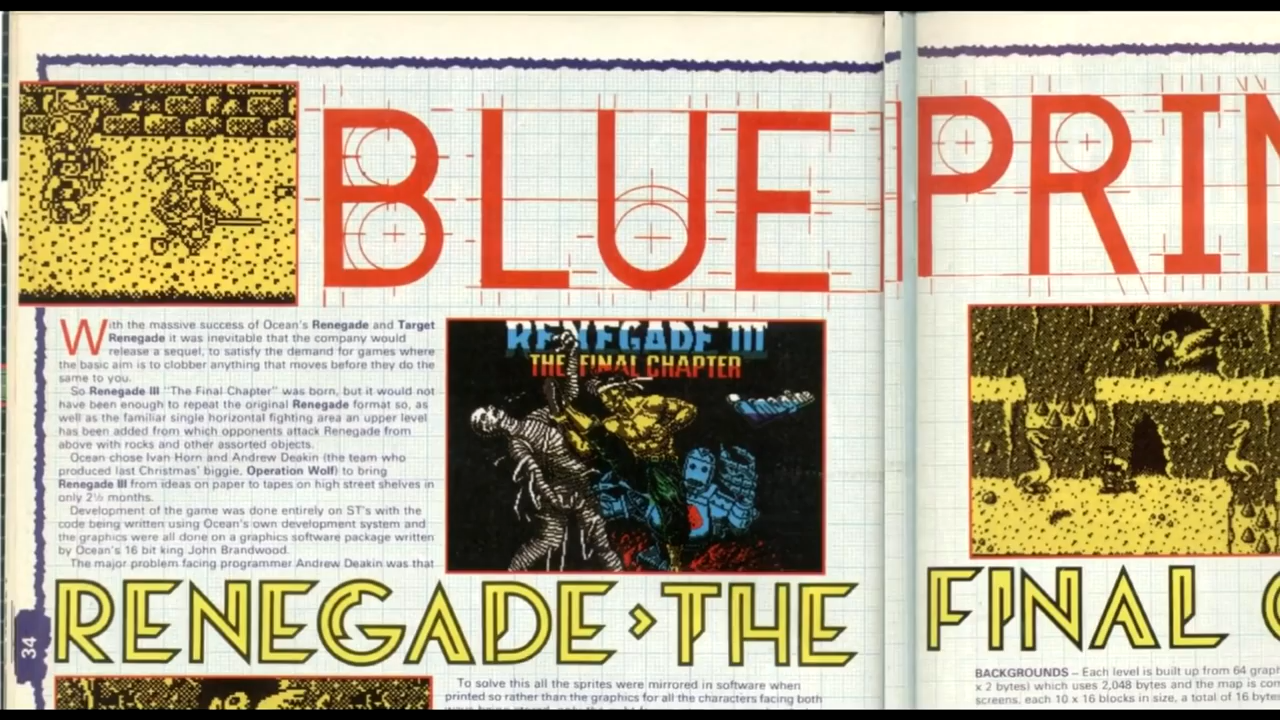 BLUE PRIN
With the massive success of Ocean's Renegade and Target
Renegade it was inevitable that the company would
release a sequel, to satisfy the demand for games where
the basic aim is to clobber anything that moves before they do the
same to you.
So Renegade III "The Final Chapter" was born, but it would not
have been enough to repeat the original Renegade format so, as
well as the familiar single horizontal fighting area an upper level
has been added from which opponents attack Renegade from
above with rocks and other assorted objects.
Ocean chose Ivan Horn and Andrew Deakin (the team who
produced last Christmas' biggie, Operation Wolf) to bring
Renegade III from ideas on paper to tapes on high street shelves in
only 2½ months.
Development of the game was done entirely on ST's with the
code being written using Ocean's own development system and
the graphics were all done on a graphics software package written
by Ocean's 16 bit king John Brandwood.
The major problem facing programmer Andrew Deakin was that
RENEGADE III
THE FINAL CHAPTER
RENEGADE > THE FINAL
34
To solve this all the sprites were mirrored in software when
printed so rather than the graphics for all the characters facing both
BACKGROUNDS – Each level is built up from 64 graph
x 2 bytes) which uses 2,048 bytes and the map is con
screens, each 10 x 16 blocks in size, a total of 16 byte